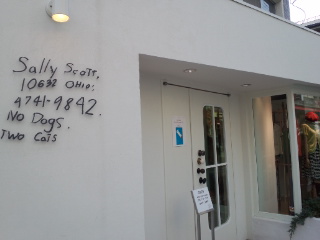 Sally Scott,
10632 Ohio.
4741-9842.
No Dogs.
Two Cats